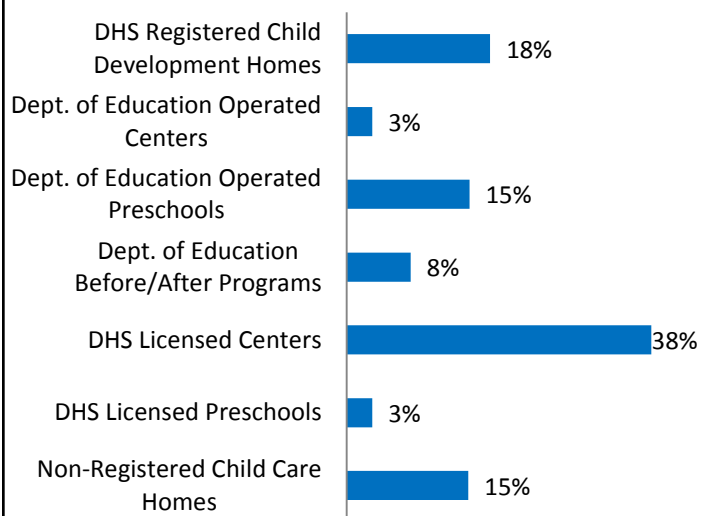 DHS Registered Child
Development Homes
18%
Dept. of Education Operated
Centers
3%
Dept. of Education Operated
Preschools
15%
Dept. of Education
Before/After Programs
8%
DHS Licensed Centers
38%
DHS Licensed Preschools
3%
Non-Registered Child Care
Homes
15%